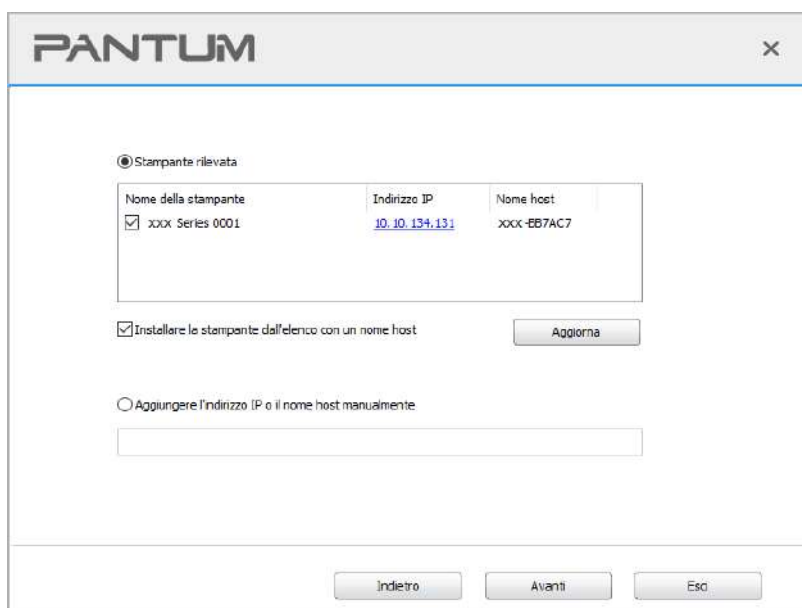 PANTUM
Stampante rilevata
Nome della stampante Indirizzo IP Nome host
xxx Series 0001 10.10.134.131 xxx-EB7AC7
Installare la stampante dall'elenco con un nome host
Aggiorna
Aggiungere l'indirizzo IP o il nome host manualmente
Indietro Avanti Esci